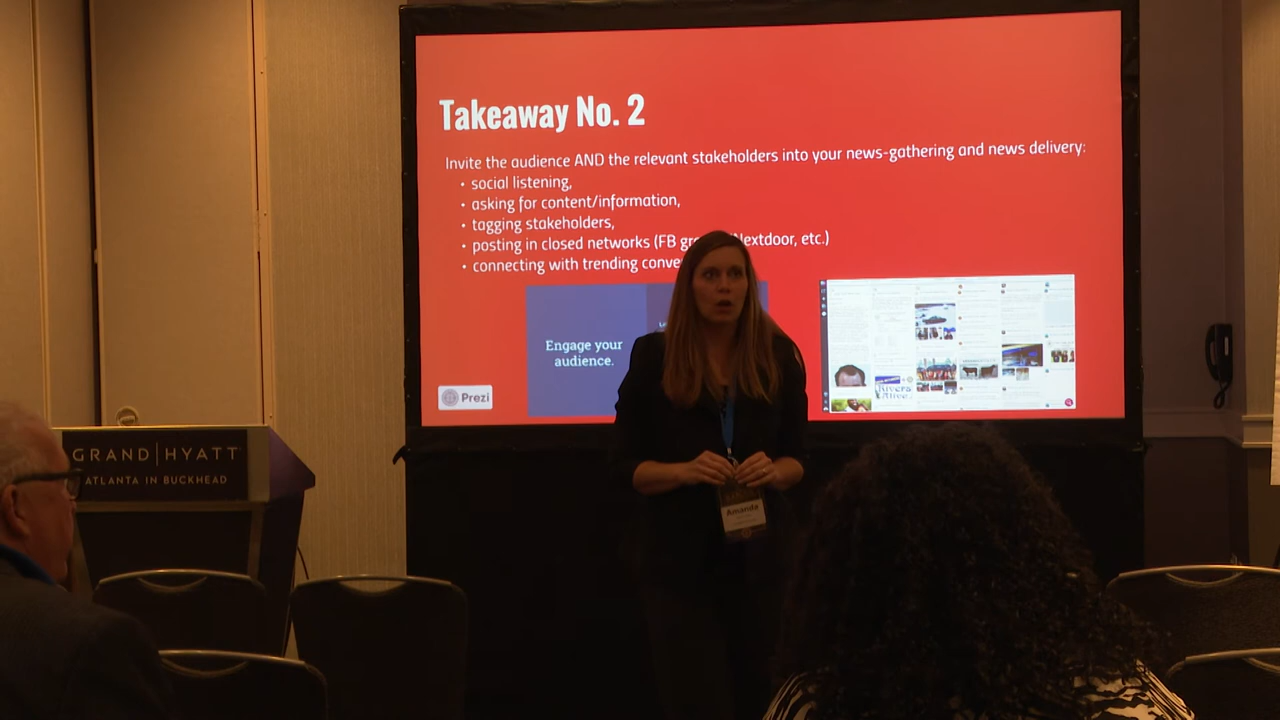 Takeaway No. 2
Invite the audience AND the relevant stakeholders into your news-gathering and news delivery:
• social listening,
• asking for content/information,
• tagging stakeholders,
• posting in closed networks (FB Nextdoor, etc.)
• connecting with trending
Engage your
audience.
Prezi
GRAND|HYATT
ATLANTA IN BUCKHEAD
Amanda